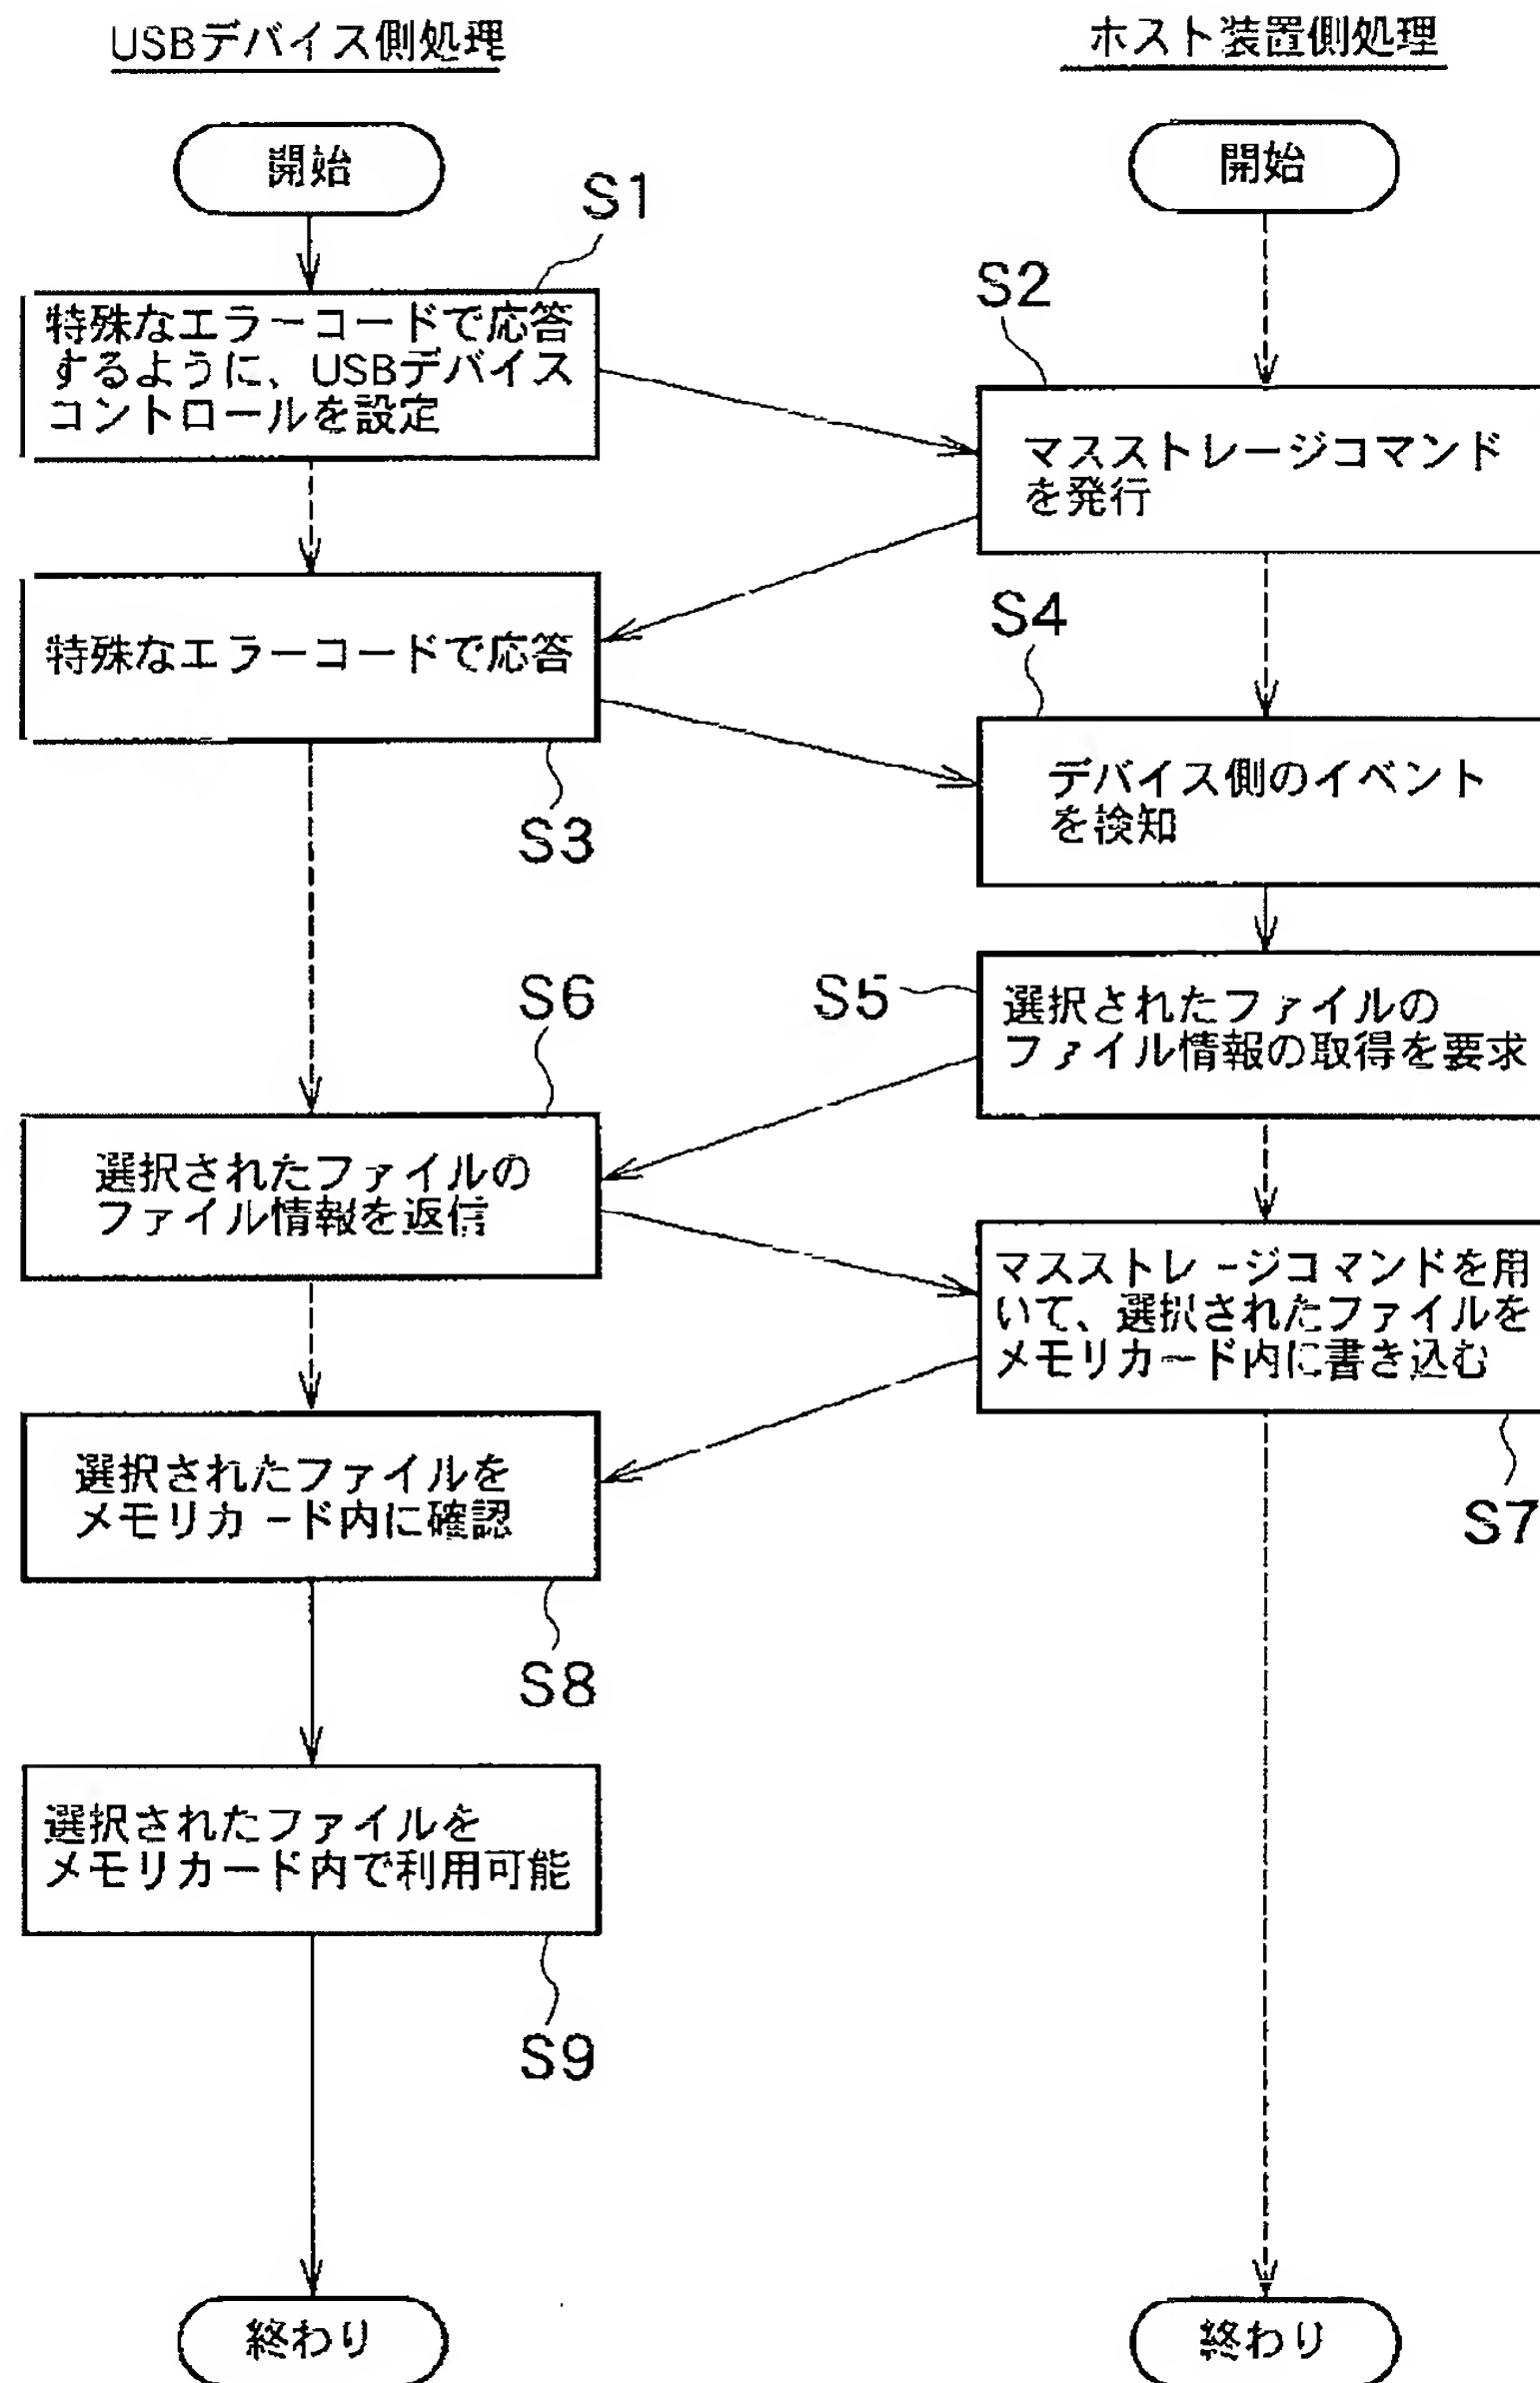 USBデバイス側処理
ホスト装置側処理
開始
開始
S1
特殊なエラーコードで応答
するように、USBデバイス
コントロールを設定
S2
マスストレージコマンド
を発行
特殊なエラーコードで応答
S3
S4
デバイス側のイベント
を検知
S5
選択されたファイルの
ファイル情報の取得を要求
S6
選択されたファイルの
ファイル情報を返信
マスストレージコマンドを用
いて、選択されたファイルを
メモリカード内に書き込む
S7
選択されたファイルを
メモリカード内に確認
S8
選択されたファイルを
メモリカード内で利用可能
S9
終わり
終わり